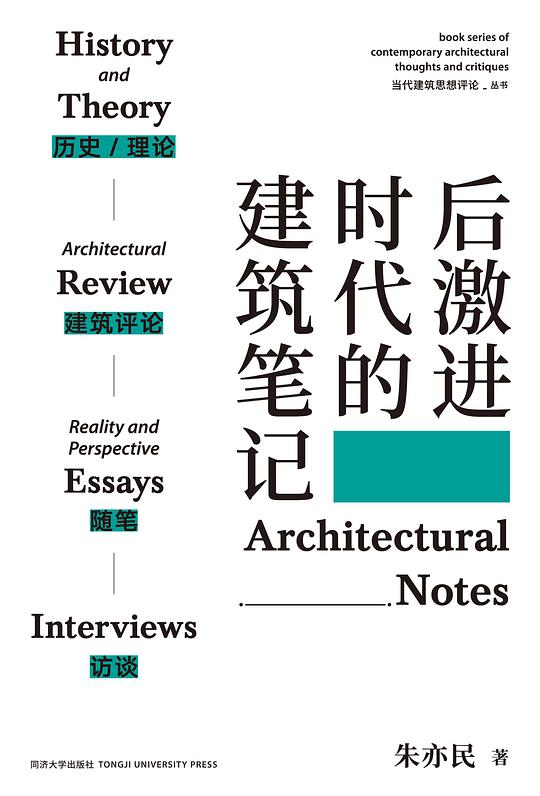 History
and
Theory
历史 / 理论
Architectural
Review
建筑评论
Reality and
Perspective
Essays
随笔
Interviews
访谈
book series of
contemporary architectural
thoughts and critiques
当代建筑思想评论 _ 丛书
后激进
时代的
建筑笔记
Architectural
Notes
朱亦民 著
同济大学出版社 TONGJI UNIVERSITY PRESS